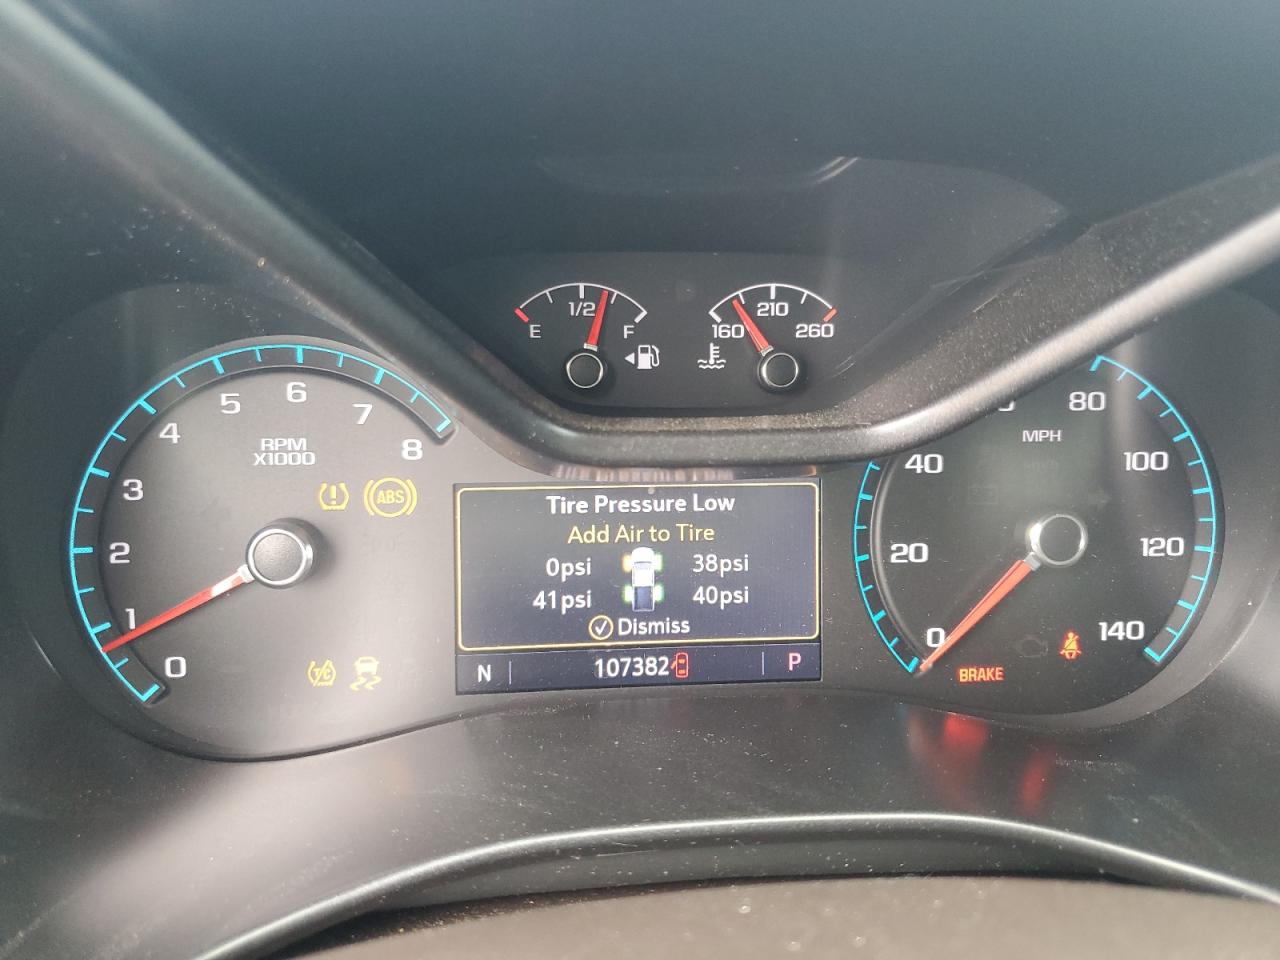 1/2
E F
210
160 260
0 1 2 3 4 5 6 7 8
RPM
X1000
ABS
T/C
Tire Pressure Low
Add Air to Tire
0psi 38psi
41psi 40psi
Dismiss
N 107382 P
0 20 40 80 100 120 140
MPH
BRAKE